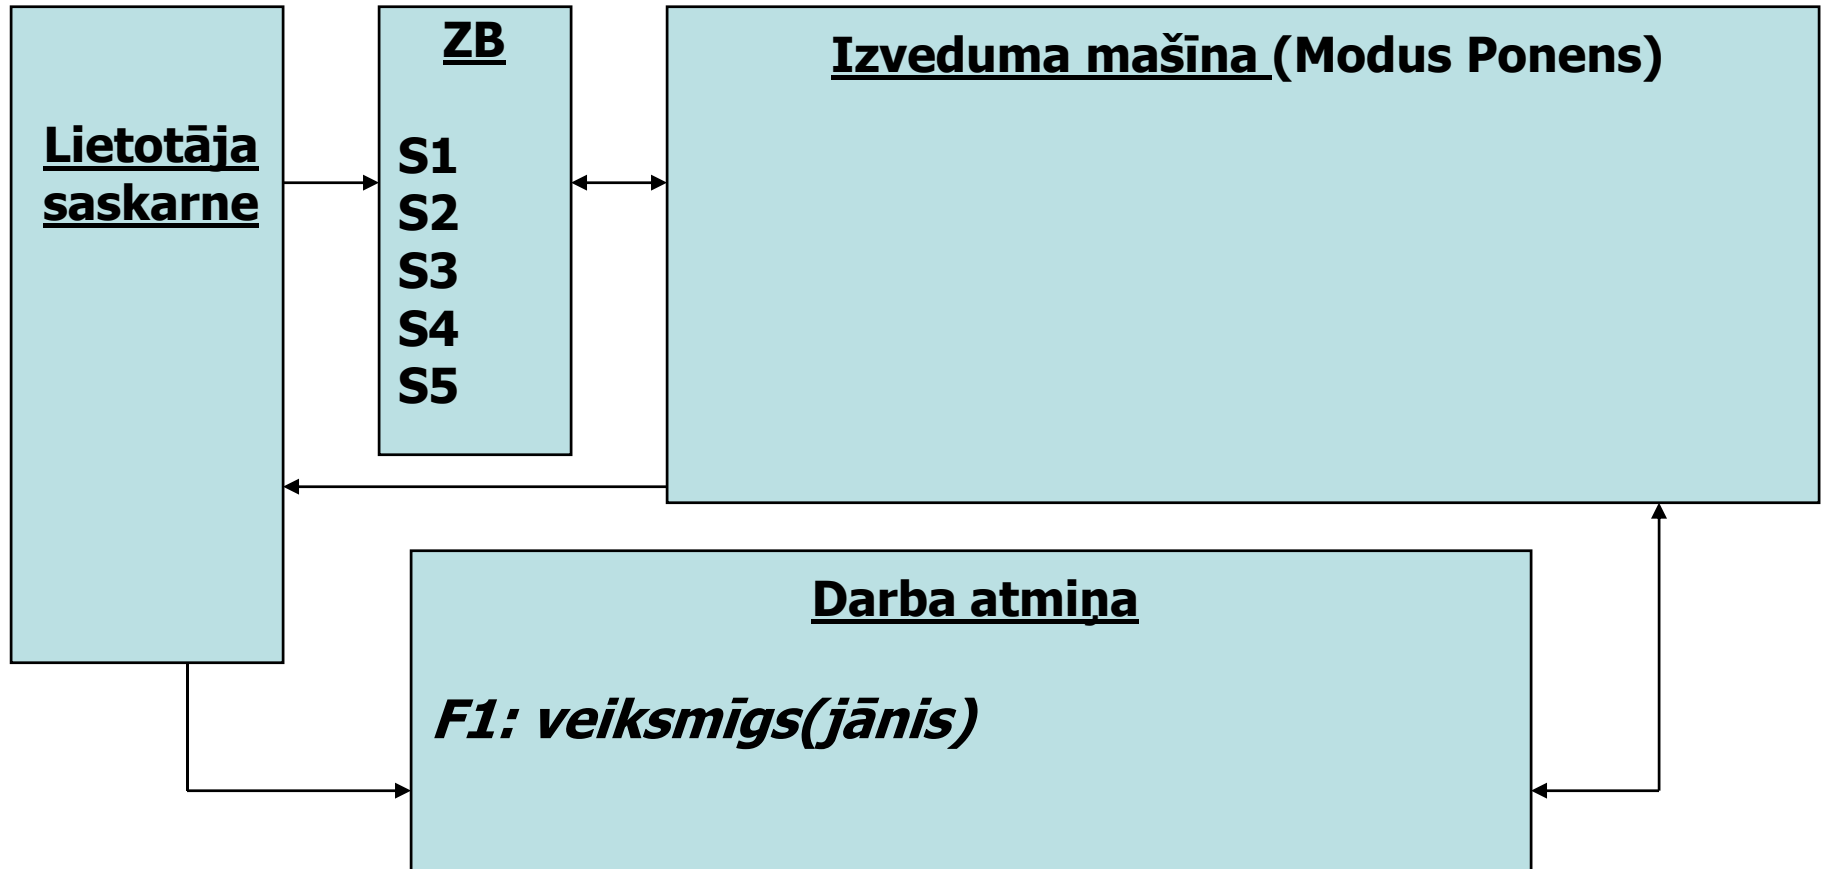 Lietotāja
saskarne
ZB
S1
S2
S3
S4
S5
Izveduma mašīna (Modus Ponens)
Darba atmiņa
F1: veiksmīgs(jānis)